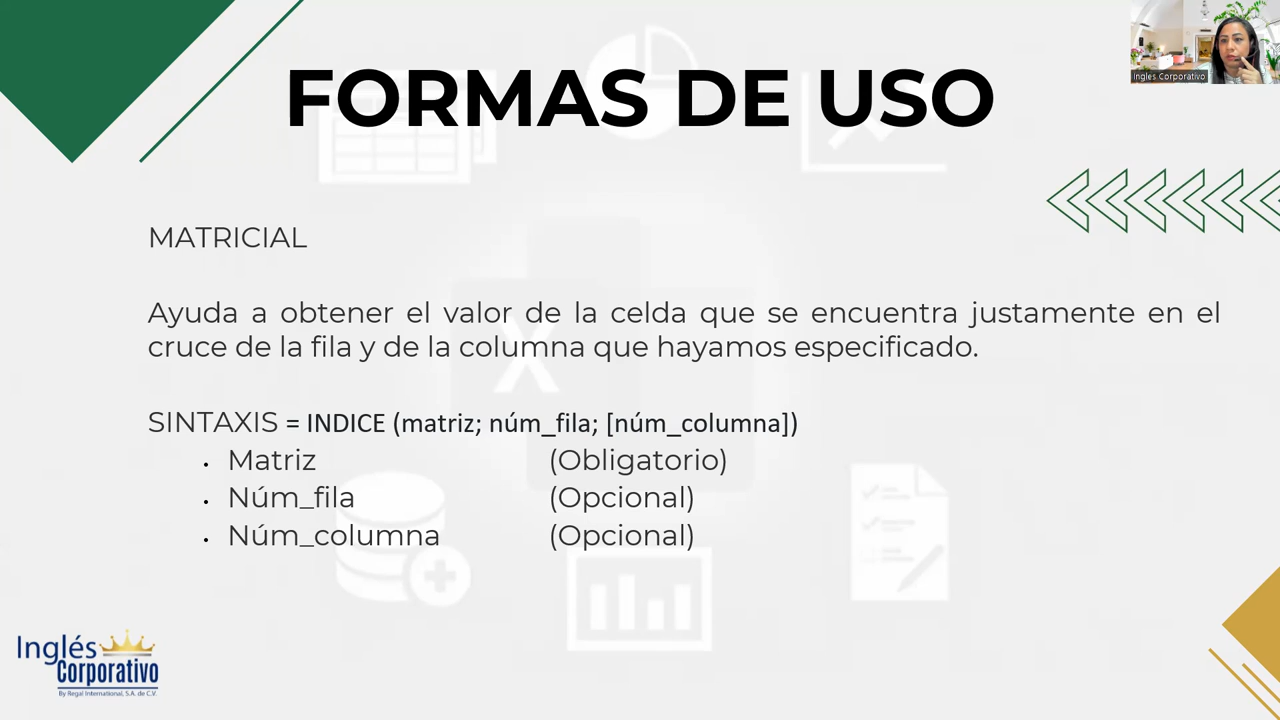 FORMAS DE USO
Ingles Corporativo
MATRICIAL
Ayuda a obtener el valor de la celda que se encuentra justamente en el
cruce de la fila y de la columna que hayamos especificado.
SINTAXIS = INDICE (matriz; núm_fila; [núm_columna])
• Matriz (Obligatorio)
• Núm_fila (Opcional)
• Núm_columna (Opcional)
Inglés
Corporativo
By Regal International, S.A. de C.V.